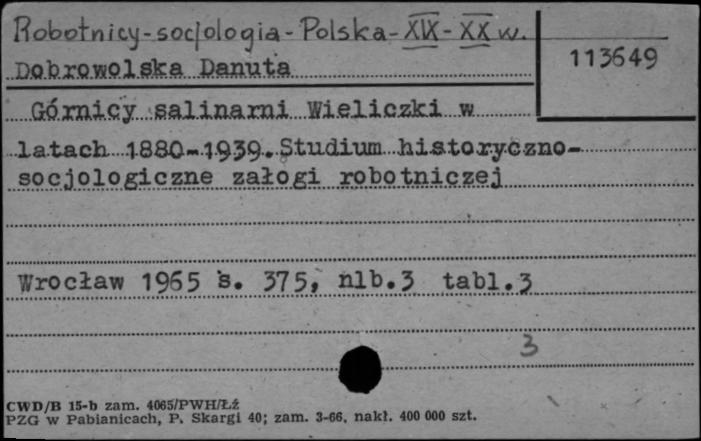 Robotnicy-socjologia-Polska-XIX-XX w.
113649
Dobrowolska Danuta
Górnicy salinarni Wieliczki w
latach 1880-1939. Studium historyczno-
socjologiczne załogi robotniczej
Wrocław 1965 s. 375, nlb.3 tabl.3
3
CWD/B 15-b zam. 4065/PWH/Łź
PZG w Pabianicach, P. Skargi 40; zam. 3-66, nakł. 400 000 szt.